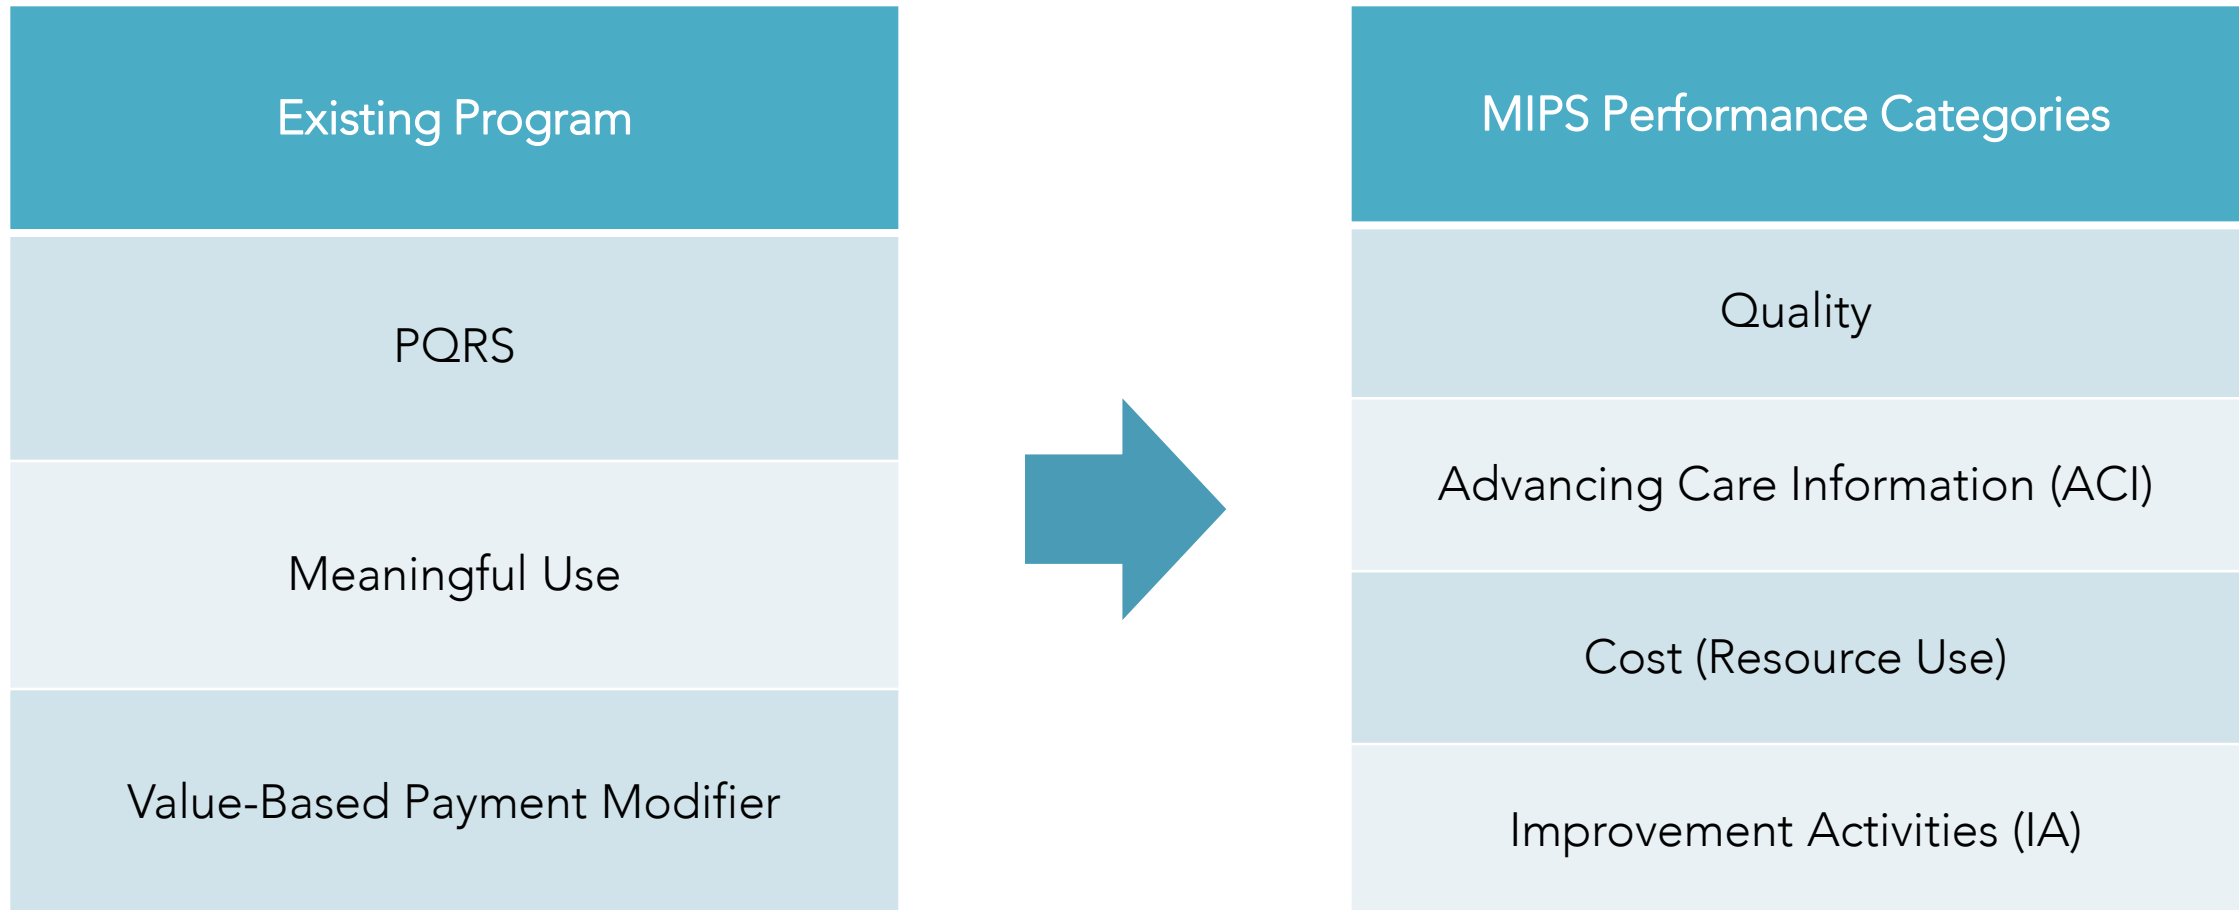 Existing Program
PQRS
Meaningful Use
Value-Based Payment Modifier
MIPS Performance Categories
Quality
Advancing Care Information (ACI)
Cost (Resource Use)
Improvement Activities (IA)